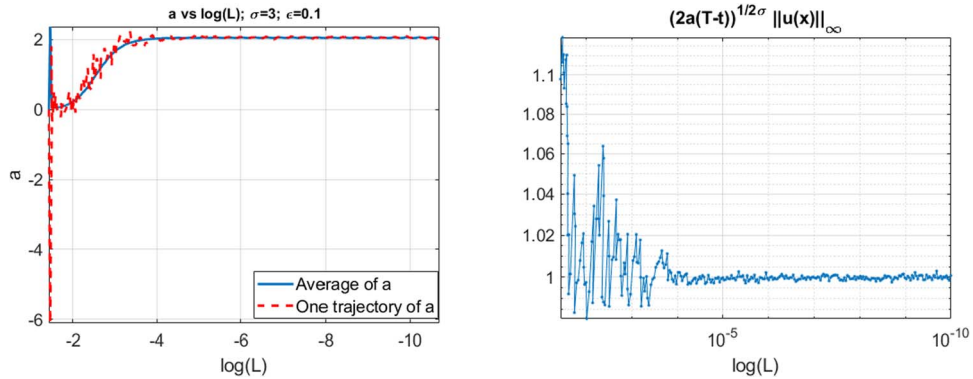 a vs log(L); σ=3; ϵ=0.1
2
0
-2
-4
-6
a
Average of a
One trajectory of a
-2
-4
-6
-8
-10
log(L)
(2a(T-t))^{1/2σ} ||u(x)||_∞
1.1
1.08
1.06
1.04
1.02
1
10^{-5}
10^{-10}
log(L)